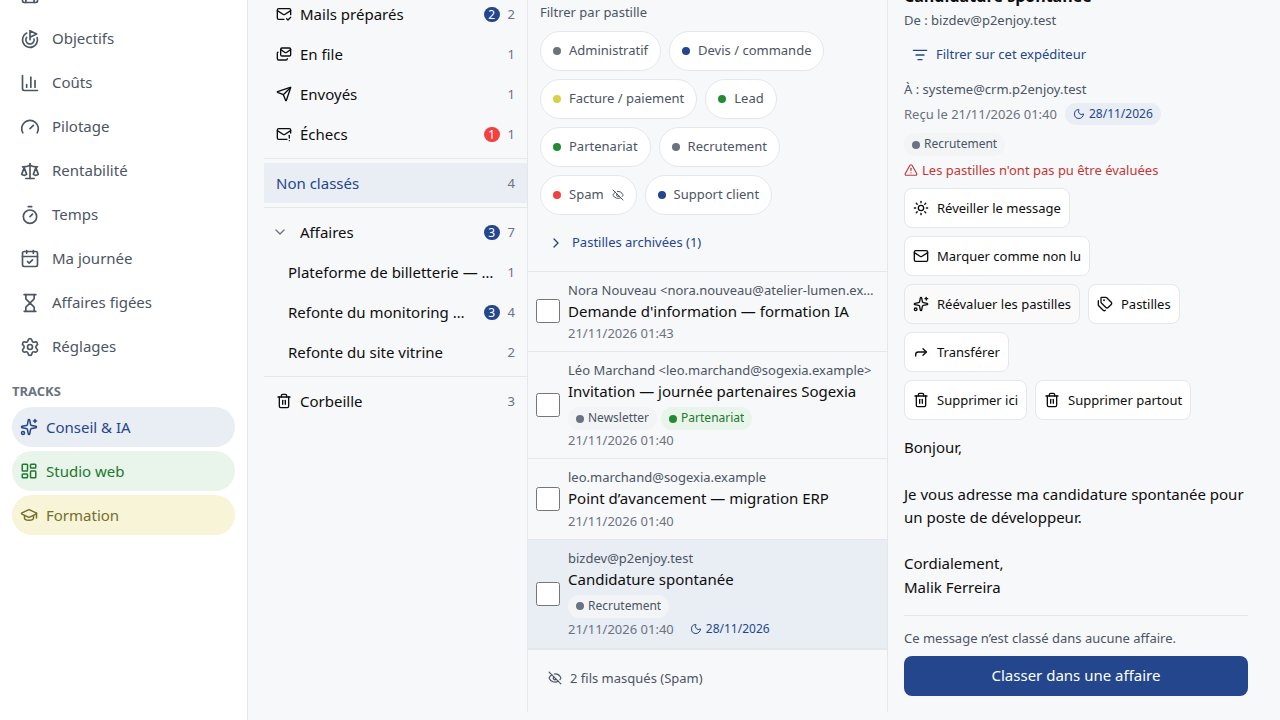 Objectifs
Coûts
Pilotage
Rentabilité
Temps
Ma journée
Affaires figées
Réglages
TRACKS
Conseil & IA
Studio web
Formation
Mails préparés 2 2
En file 1
Envoyés 1
Échecs 1 1
Non classés 4
Affaires 3 7
Plateforme de billetterie — ... 1
Refonte du monitoring ... 3 4
Refonte du site vitrine 2
Corbeille 3
Filtrer par pastille
Administratif Devis / commande
Facture / paiement Lead
Partenariat Recrutement
Spam Support client
Pastilles archivées (1)
Nora Nouveau <nora.nouveau@atelier-lumen.ex...
Demande d'information — formation IA
21/11/2026 01:43
Léo Marchand <leo.marchand@sogexia.example>
Invitation — journée partenaires Sogexia
Newsletter Partenariat
21/11/2026 01:40
leo.marchand@sogexia.example
Point d’avancement — migration ERP
21/11/2026 01:40
bizdev@p2enjoy.test
Candidature spontanée
Recrutement
21/11/2026 01:40 28/11/2026
2 fils masqués (Spam)
Candidature spontanée
De : bizdev@p2enjoy.test
Filtrer sur cet expéditeur
À : systeme@crm.p2enjoy.test
Reçu le 21/11/2026 01:40 28/11/2026
Recrutement
Les pastilles n'ont pas pu être évaluées
Réveiller le message
Marquer comme non lu
Réévaluer les pastilles Pastilles
Transférer
Supprimer ici Supprimer partout
Bonjour,
Je vous adresse ma candidature spontanée pour
un poste de développeur.
Cordialement,
Malik Ferreira
Ce message n’est classé dans aucune affaire.
Classer dans une affaire